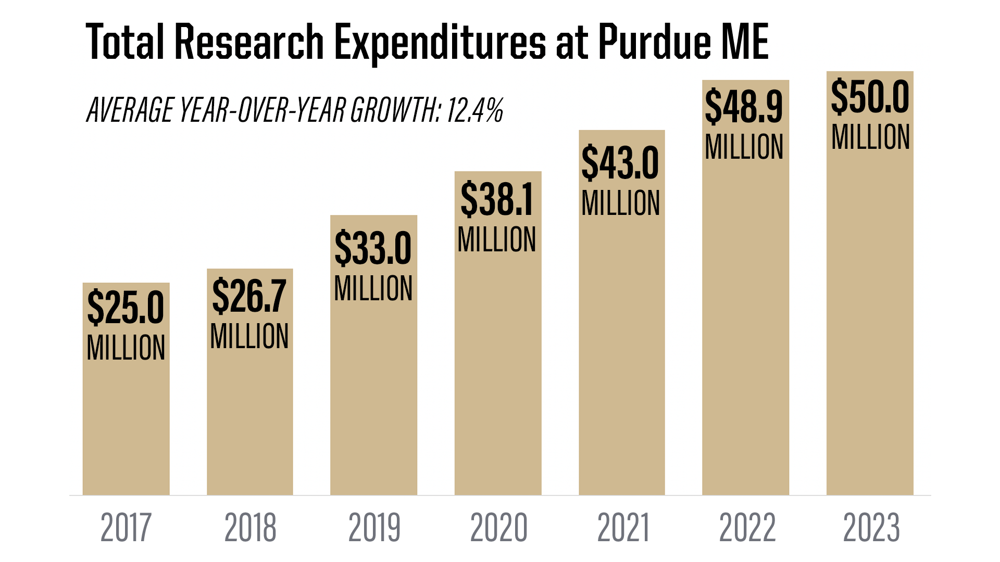 Total Research Expenditures at Purdue ME
AVERAGE YEAR-OVER-YEAR GROWTH: 12.4%
$25.0
MILLION
$26.7
MILLION
$33.0
MILLION
$38.1
MILLION
$43.0
MILLION
$48.9
MILLION
$50.0
MILLION
2017
2018
2019
2020
2021
2022
2023